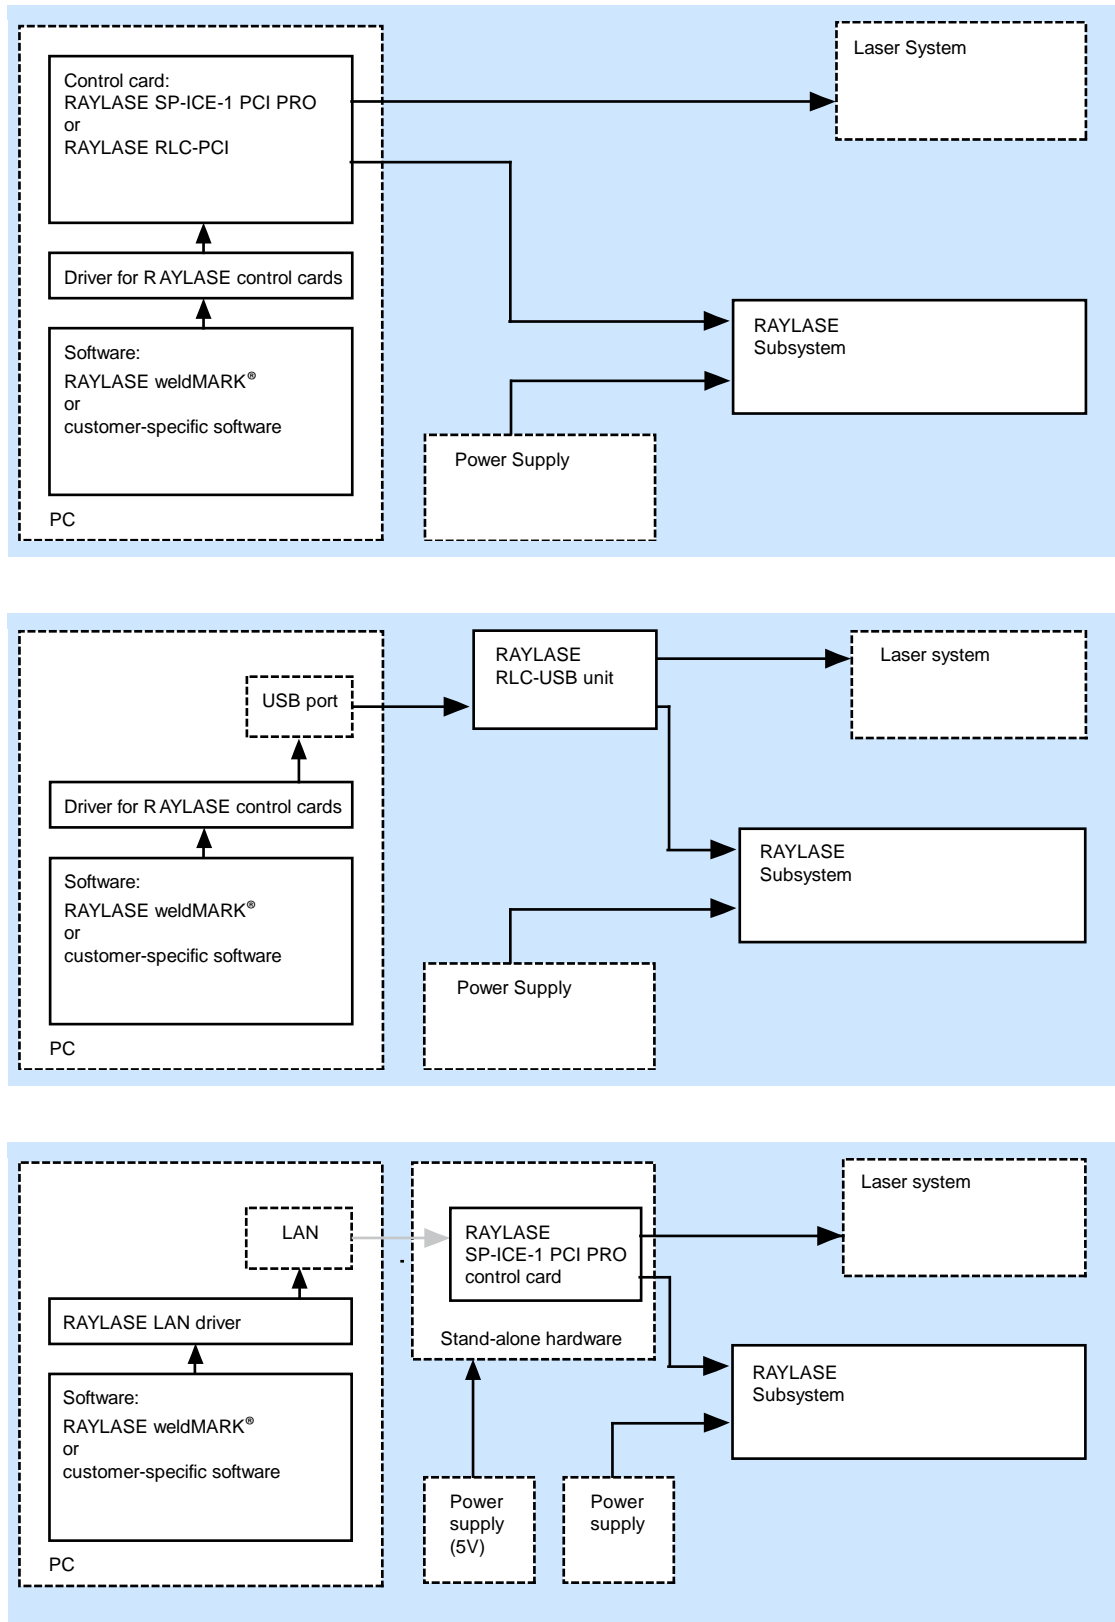 Control card:
RAYLASE SP-ICE-1 PCI PRO
or
RAYLASE RLC-PCI
Driver for RAYLASE control cards
Software:
RAYLASE weldMARK®
or
customer-specific software
PC
Laser System
RAYLASE
Subsystem
Power Supply
USB port
Driver for RAYLASE control cards
Software:
RAYLASE weldMARK®
or
customer-specific software
PC
RAYLASE
RLC-USB unit
Laser system
RAYLASE
Subsystem
Power Supply
LAN
RAYLASE LAN driver
Software:
RAYLASE weldMARK®
or
customer-specific software
PC
RAYLASE
SP-ICE-1 PCI PRO
control card
Stand-alone hardware
Laser system
RAYLASE
Subsystem
Power
supply
(5V)
Power
supply